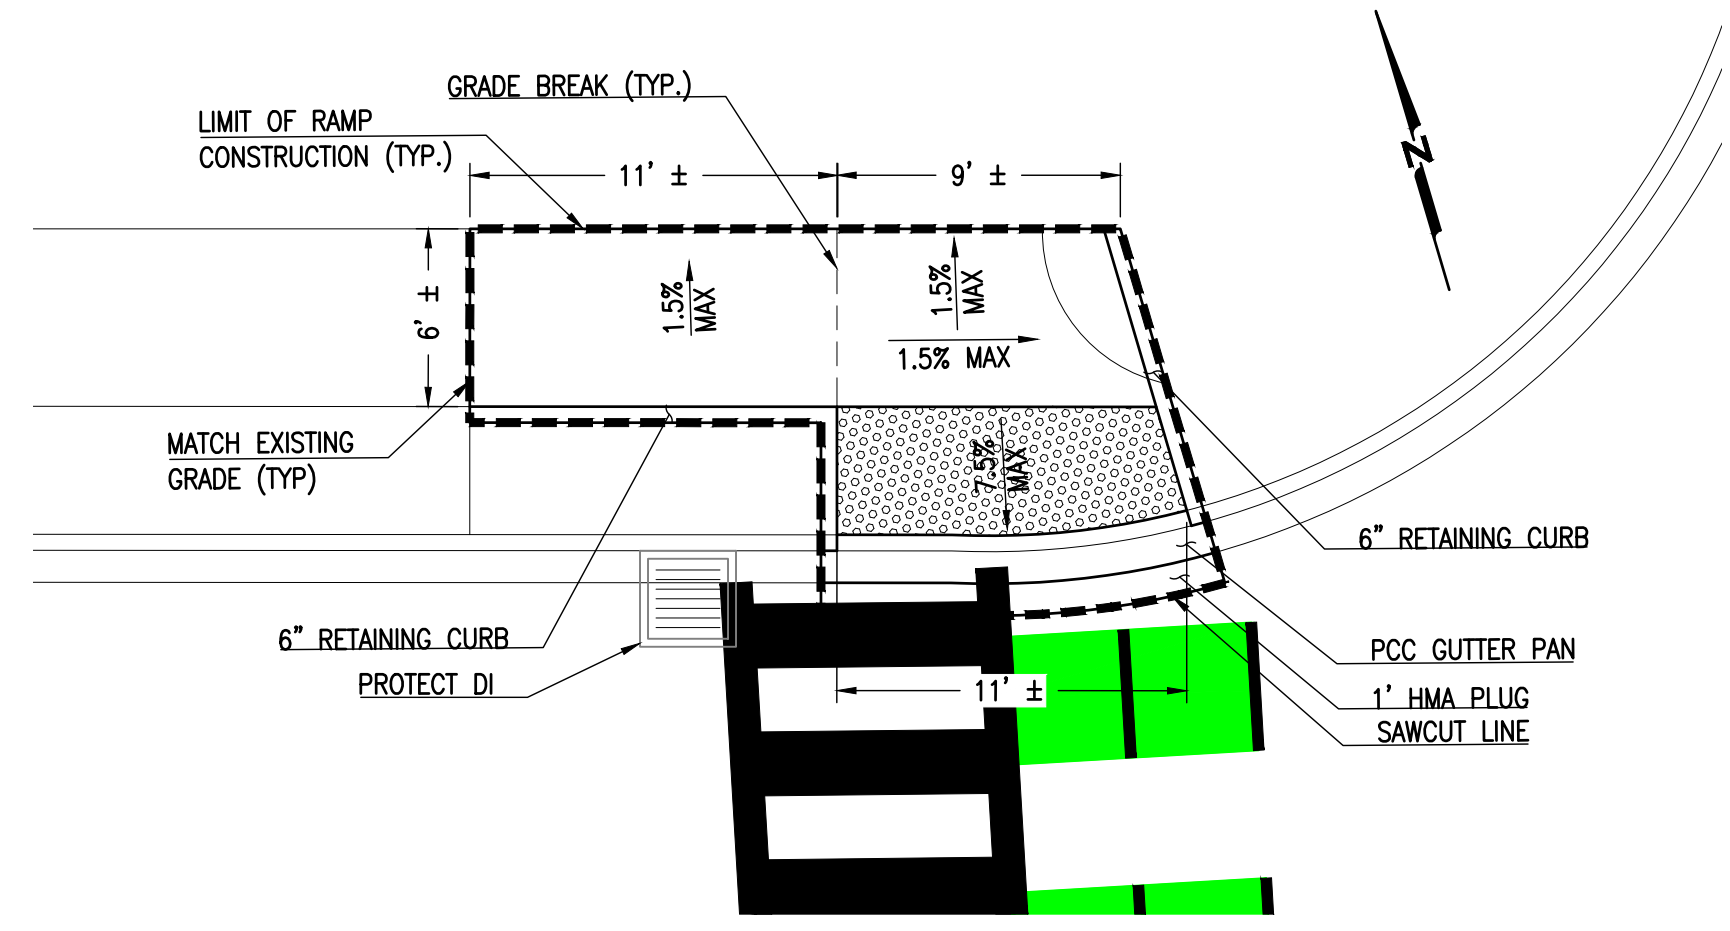 GRADE BREAK (TYP.)
LIMIT OF RAMP
CONSTRUCTION (TYP.)
11' ±
9' ±
N
6' ±
1.5%
MAX
1.5%
MAX
1.5% MAX
MATCH EXISTING
GRADE (TYP)
7.5%
MAX
6" RETAINING CURB
6" RETAINING CURB
PROTECT DI
11' ±
PCC GUTTER PAN
1' HMA PLUG
SAWCUT LINE